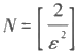 N = [ 2 / ε² ]